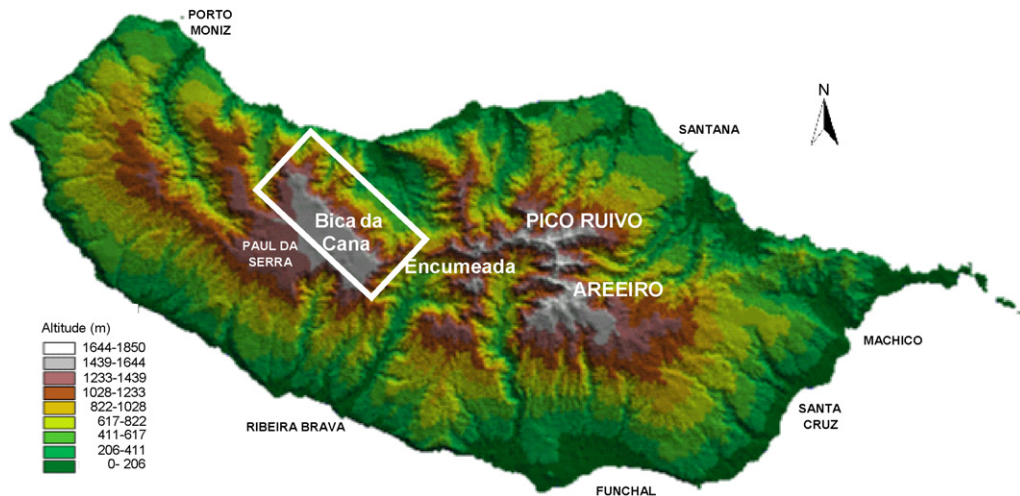 PORTO
MONIZ
N
SANTANA
PICO RUIVO
Bica da
Cana
PAUL DA
SERRA
Encumeada
AREEIRO
MACHICO
SANTA
CRUZ
RIBEIRA BRAVA
FUNCHAL
Altitude (m)
1644-1850
1439-1644
1233-1439
1028-1233
822-1028
617-822
411-617
206-411
0- 206